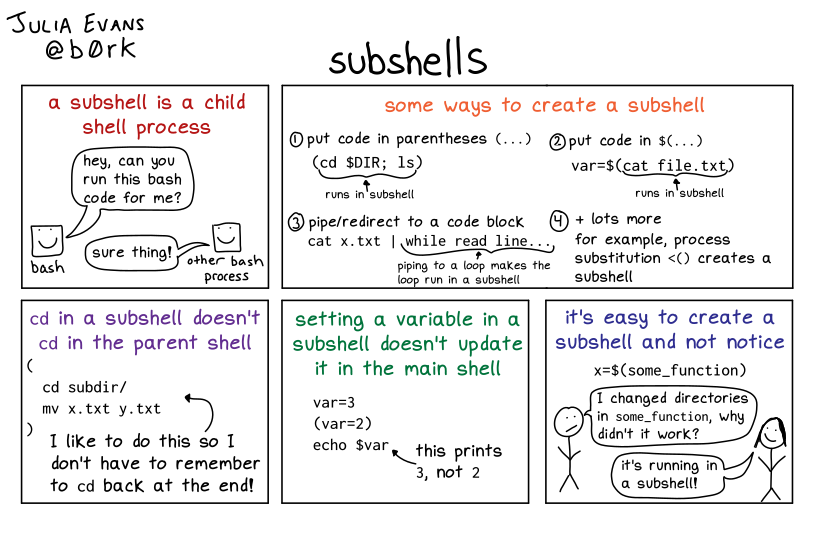 JULIA EVANS
@b0rk
subshells
a subshell is a child
shell process
hey, can you
run this bash
code for me?
sure thing!
bash
other bash
process
some ways to create a subshell
① put code in parentheses (...)
(cd $DIR; ls)
runs in subshell
② put code in $(...)
var=$(cat file.txt)
runs in subshell
③ pipe/redirect to a code block
cat x.txt | while read line...
piping to a loop makes the
loop run in a subshell
④ + lots more
for example, process
substitution <() creates a
subshell
cd in a subshell doesn't
cd in the parent shell
(
cd subdir/
mv x.txt y.txt
)
I like to do this so I
don't have to remember
to cd back at the end!
setting a variable in a
subshell doesn't update
it in the main shell
var=3
(var=2)
echo $var
this prints
3, not 2
it's easy to create a
subshell and not notice
x=$(some_function)
I changed directories
in some_function, why
didn't it work?
it's running in
a subshell!